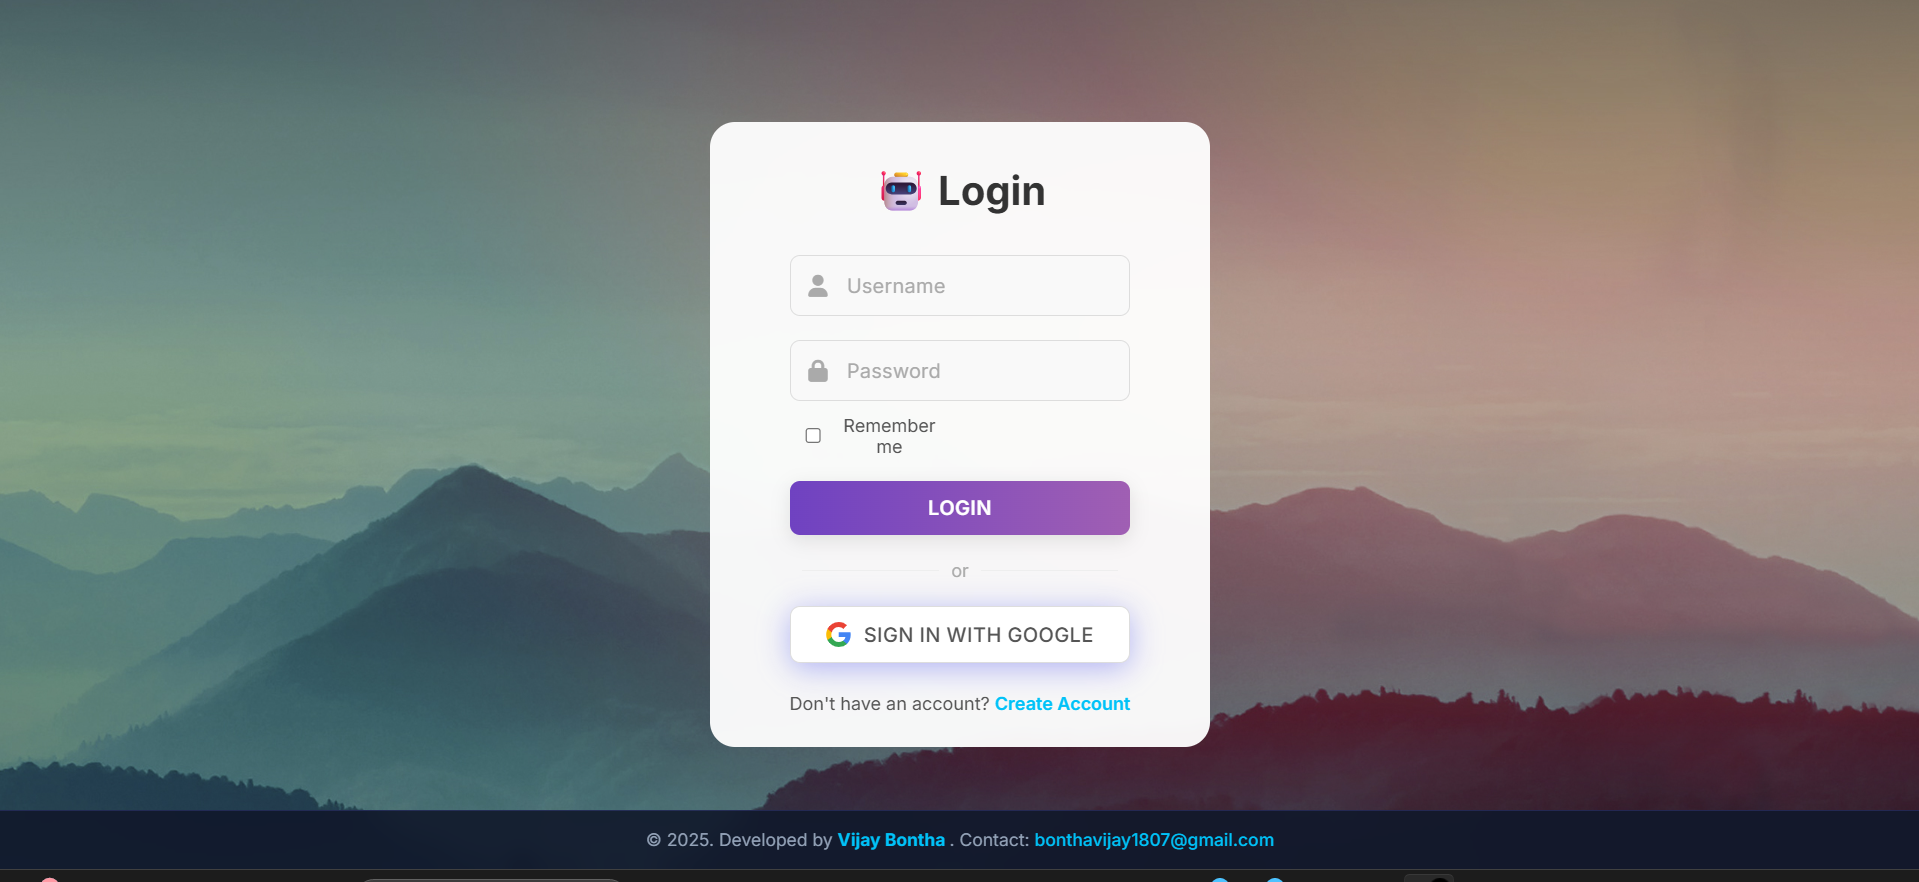 Login
Username
Password
Remember
me
LOGIN
or
SIGN IN WITH GOOGLE
Don't have an account? Create Account
© 2025. Developed by Vijay Bontha . Contact: bonthavijay1807@gmail.com